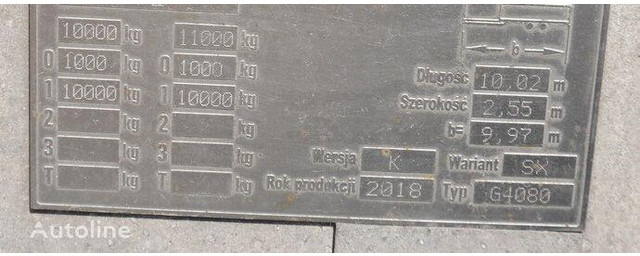 10000 kg 11000 kg
b
0 1000 kg 0 1000 kg
Długość 10,02 m
1 10000 kg 1 10000 kg
Szerokość 2,55 m
2 kg 2 kg
b= 9,97 m
3 kg 3 kg
Wersja K Wariant SX
T kg T kg
Rok produkcji 2018 Typ G4080
Autoline